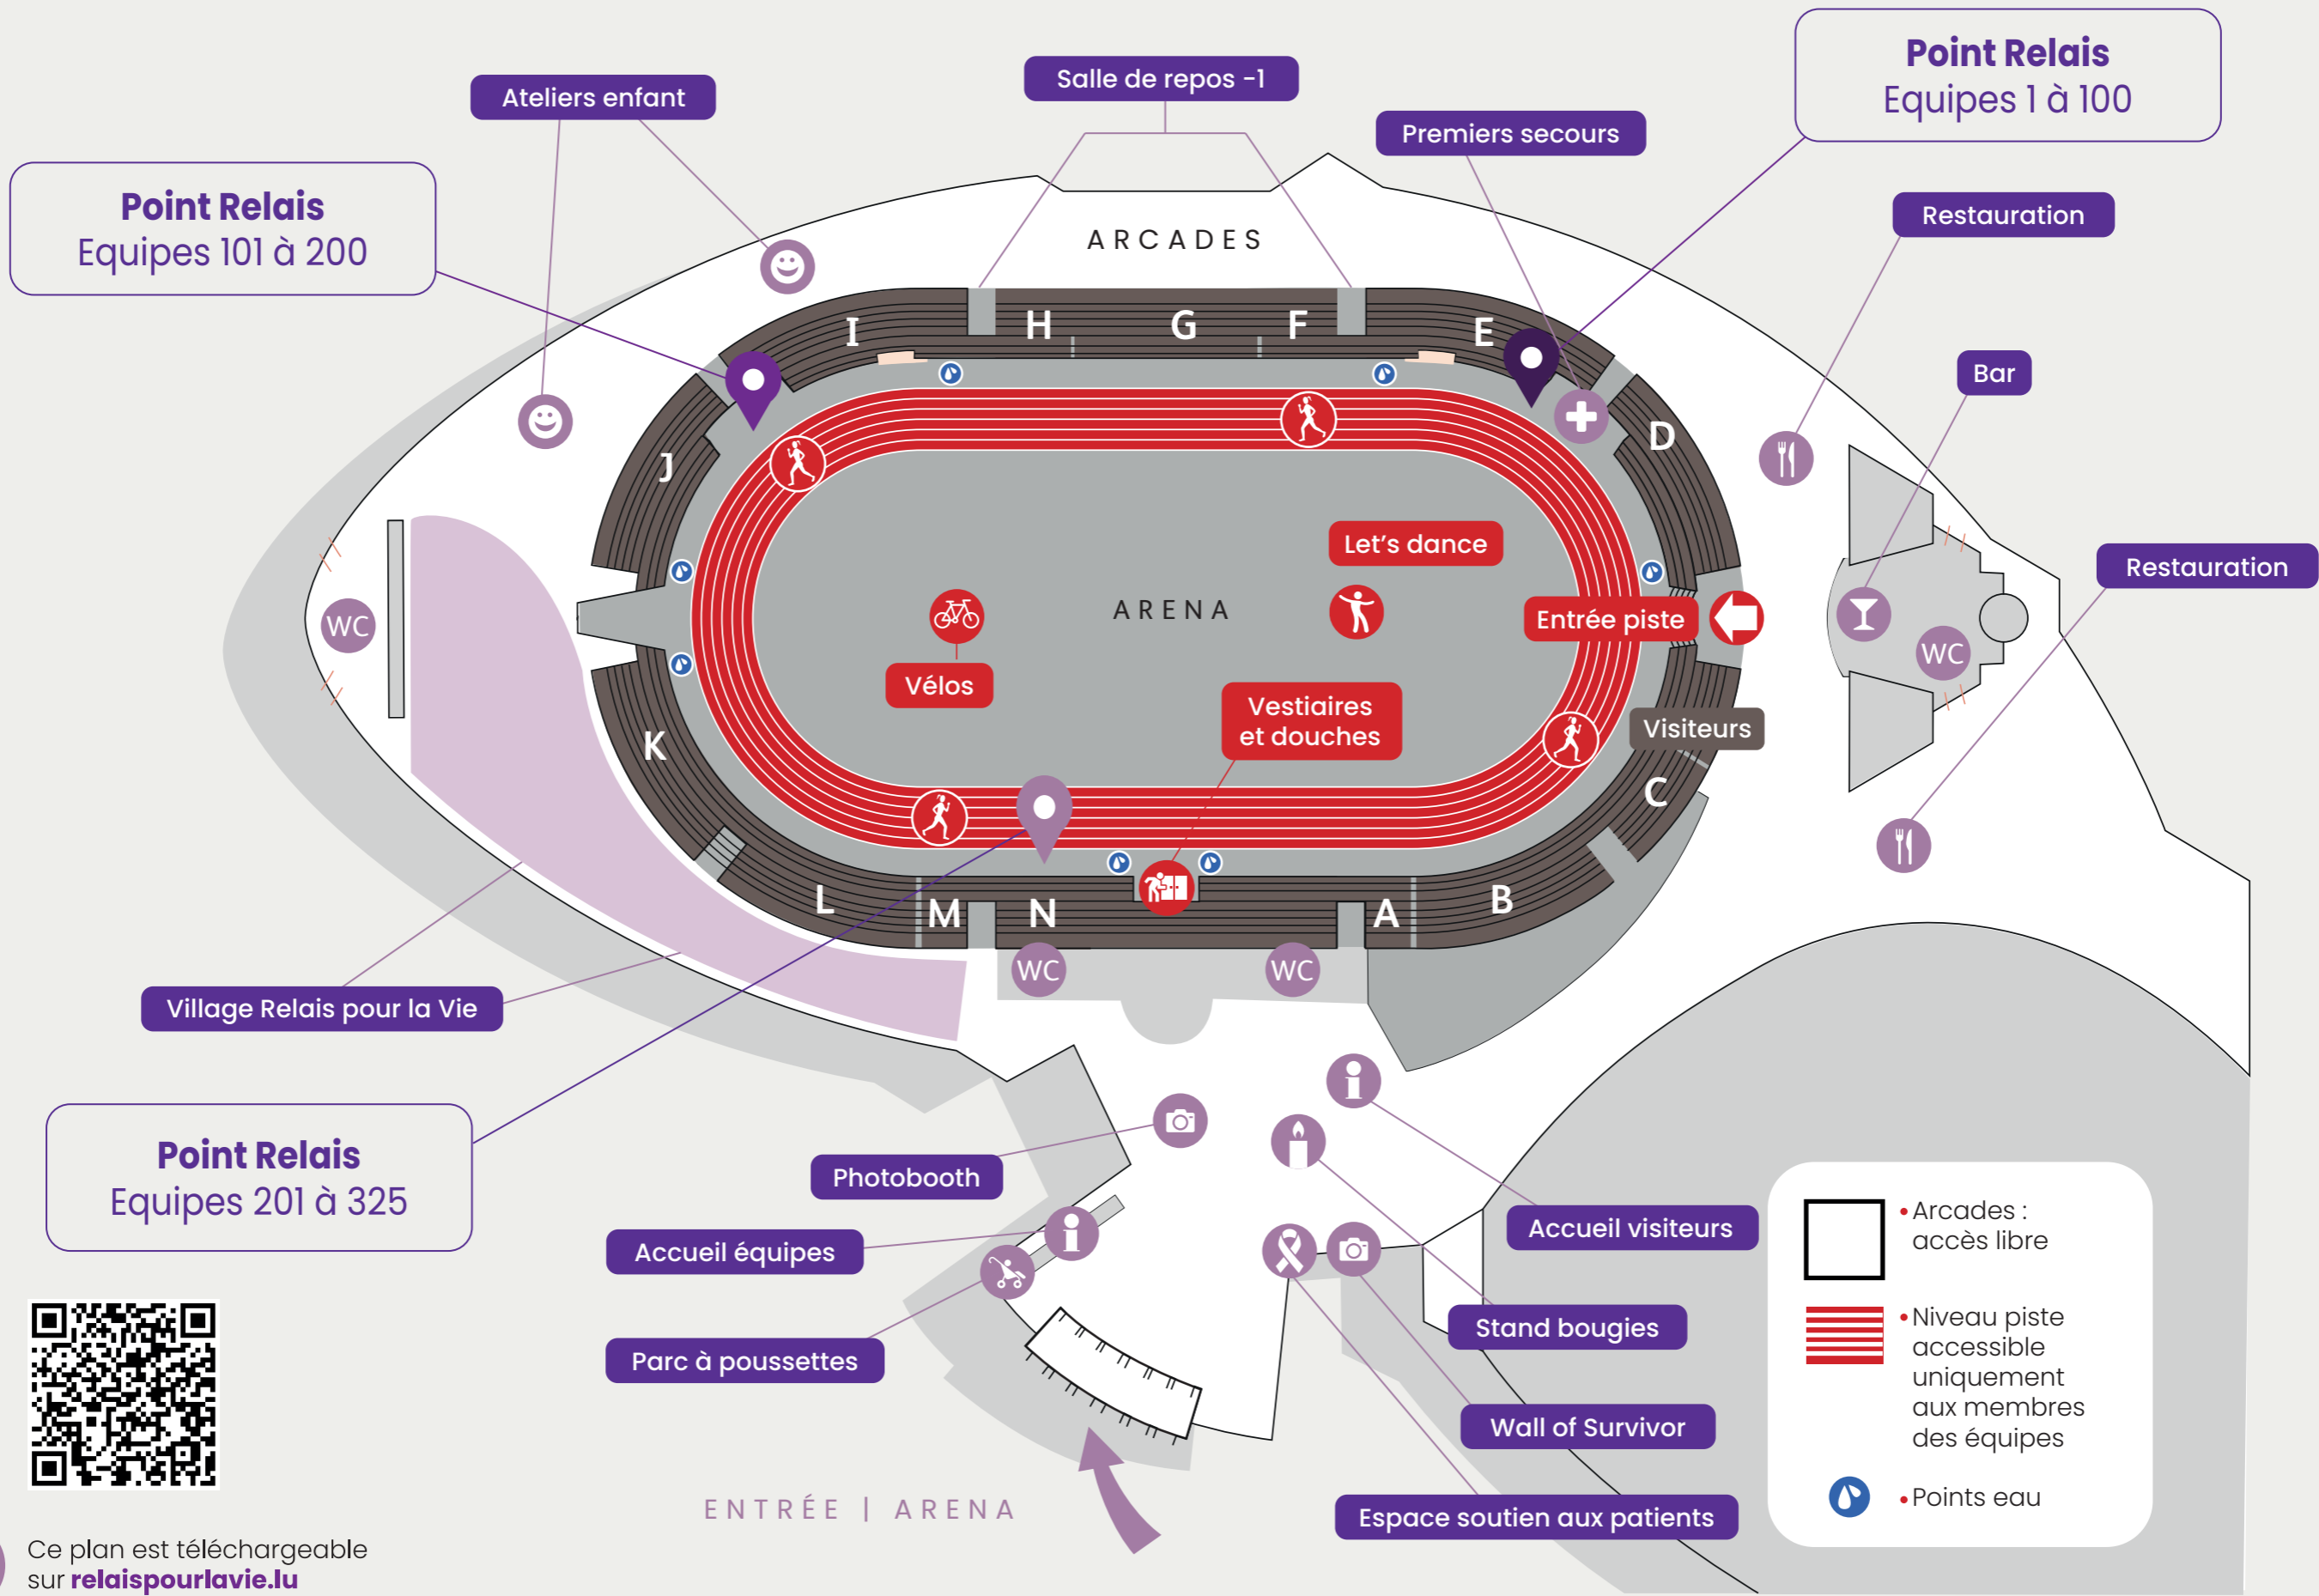 Point Relais
Equipes 1 à 100
Salle de repos -1
Ateliers enfant
Premiers secours
Point Relais
Equipes 101 à 200
Restauration
ARCADES
I
H
G
F
E
Bar
D
J
Let's dance
Restauration
ARENA
Entrée piste
WC
WC
Vélos
Vestiaires
et douches
Visiteurs
K
C
L
M
N
A
B
WC
WC
Village Relais pour la Vie
Point Relais
Equipes 201 à 325
Photobooth
Accueil équipes
Accueil visiteurs
Parc à poussettes
Stand bougies
Wall of Survivor
Espace soutien aux patients
ENTRÉE | ARENA
• Arcades :
accès libre
• Niveau piste
accessible
uniquement
aux membres
des équipes
• Points eau
Ce plan est téléchargeable
sur relaispourlavie.lu